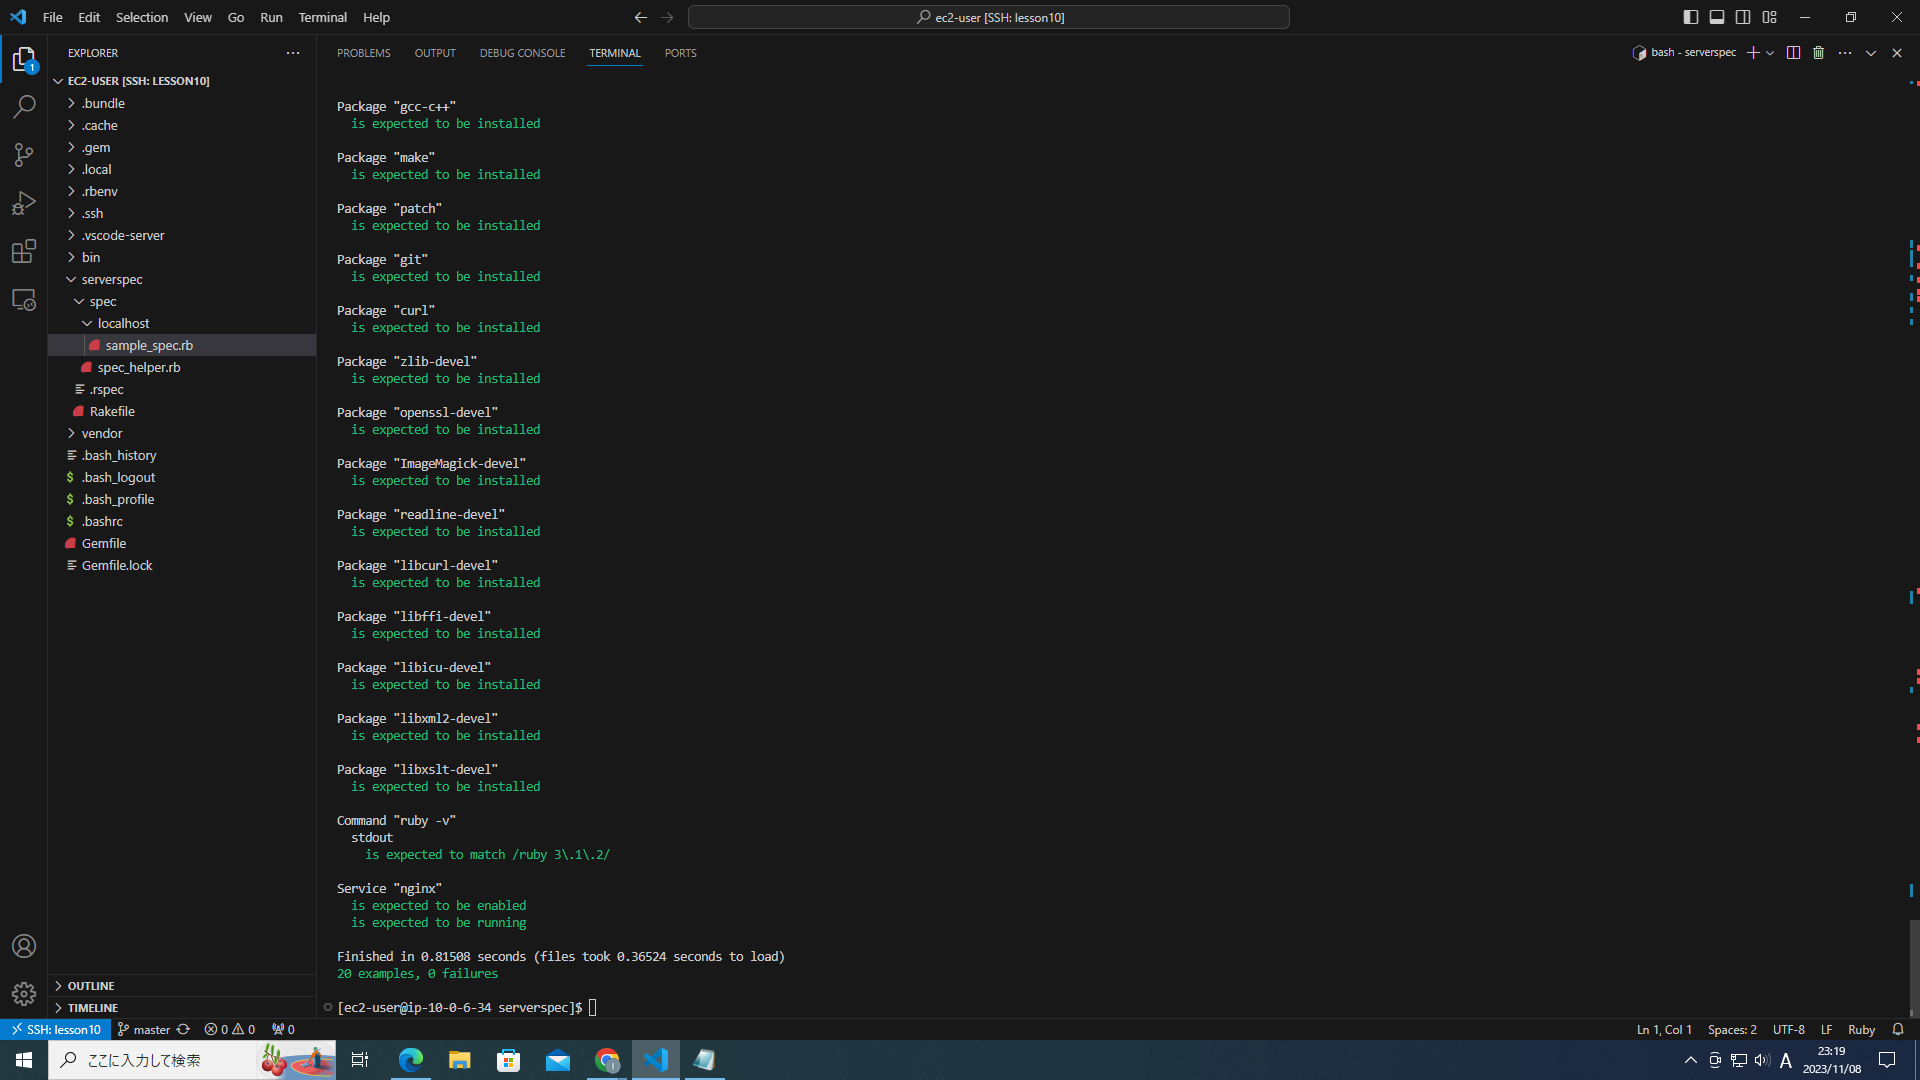 File Edit Selection View Go Run Terminal Help
ec2-user [SSH: lesson10]
EXPLORER
EC2-USER [SSH: LESSON10]
.bundle
.cache
.gem
.local
.rbenv
.ssh
.vscode-server
bin
serverspec
spec
localhost
sample_spec.rb
spec_helper.rb
.rspec
Rakefile
vendor
.bash_history
.bash_logout
.bash_profile
.bashrc
Gemfile
Gemfile.lock
OUTLINE
TIMELINE
PROBLEMS OUTPUT DEBUG CONSOLE TERMINAL PORTS
bash - serverspec
Package "gcc-c++"
is expected to be installed
Package "make"
is expected to be installed
Package "patch"
is expected to be installed
Package "git"
is expected to be installed
Package "curl"
is expected to be installed
Package "zlib-devel"
is expected to be installed
Package "openssl-devel"
is expected to be installed
Package "ImageMagick-devel"
is expected to be installed
Package "readline-devel"
is expected to be installed
Package "libcurl-devel"
is expected to be installed
Package "libffi-devel"
is expected to be installed
Package "libicu-devel"
is expected to be installed
Package "libxml2-devel"
is expected to be installed
Package "libxslt-devel"
is expected to be installed
Command "ruby -v"
stdout
is expected to match /ruby 3\.1\.2/
Service "nginx"
is expected to be enabled
is expected to be running
Finished in 0.81508 seconds (files took 0.36524 seconds to load)
20 examples, 0 failures
[ec2-user@ip-10-0-6-34 serverspec]$
SSH: lesson10 master 0 0 0
Ln 1, Col 1 Spaces: 2 UTF-8 LF Ruby
ここに入力して検索
A
23:19
2023/11/08
1